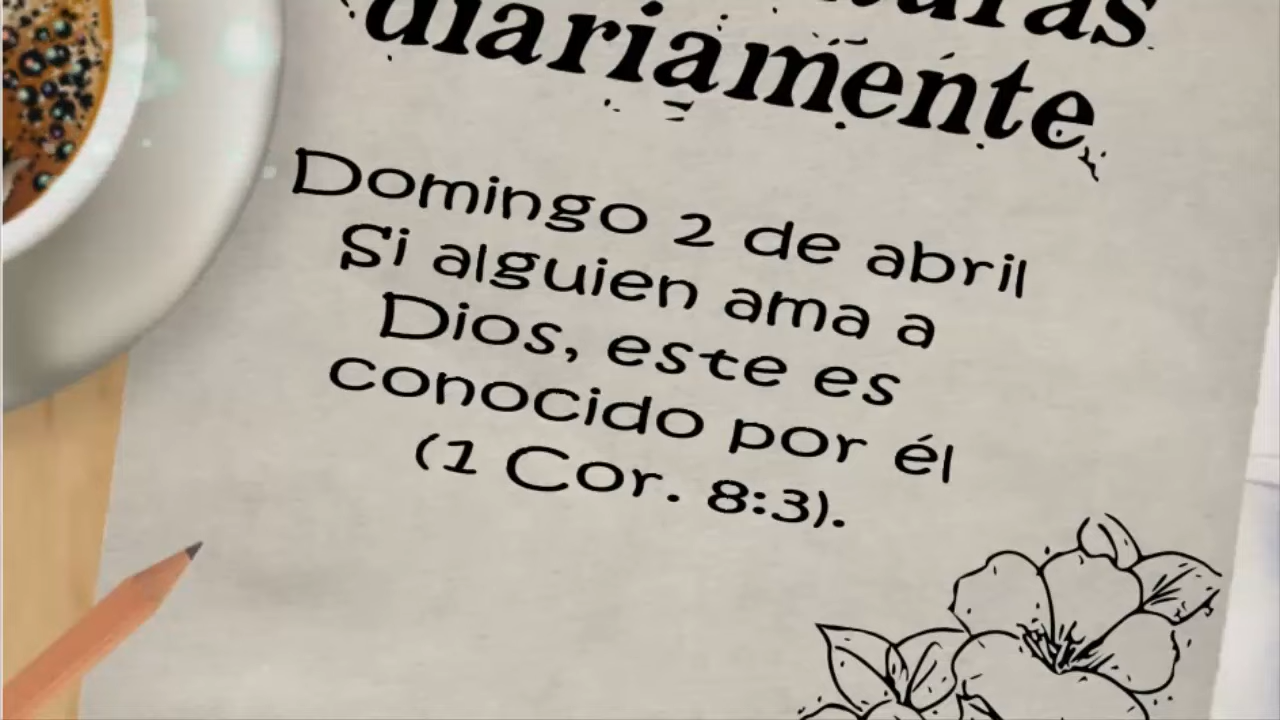 diariamente
Domingo 2 de abril
Si alguien ama a
Dios, este es
conocido por él
(1 Cor. 8:3).